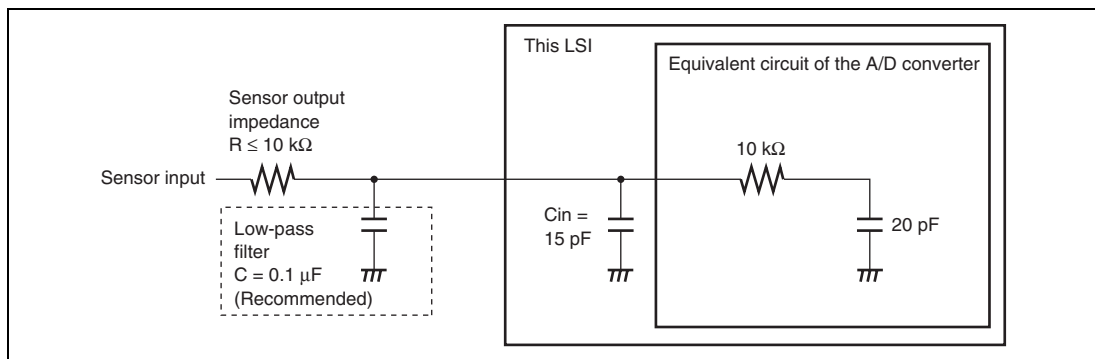 This LSI
Equivalent circuit of the A/D converter
Sensor output
impedance
R ≤ 10 kΩ
10 kΩ
Sensor input
Low-pass
filter
C = 0.1 μF
(Recommended)
Cin =
15 pF
20 pF